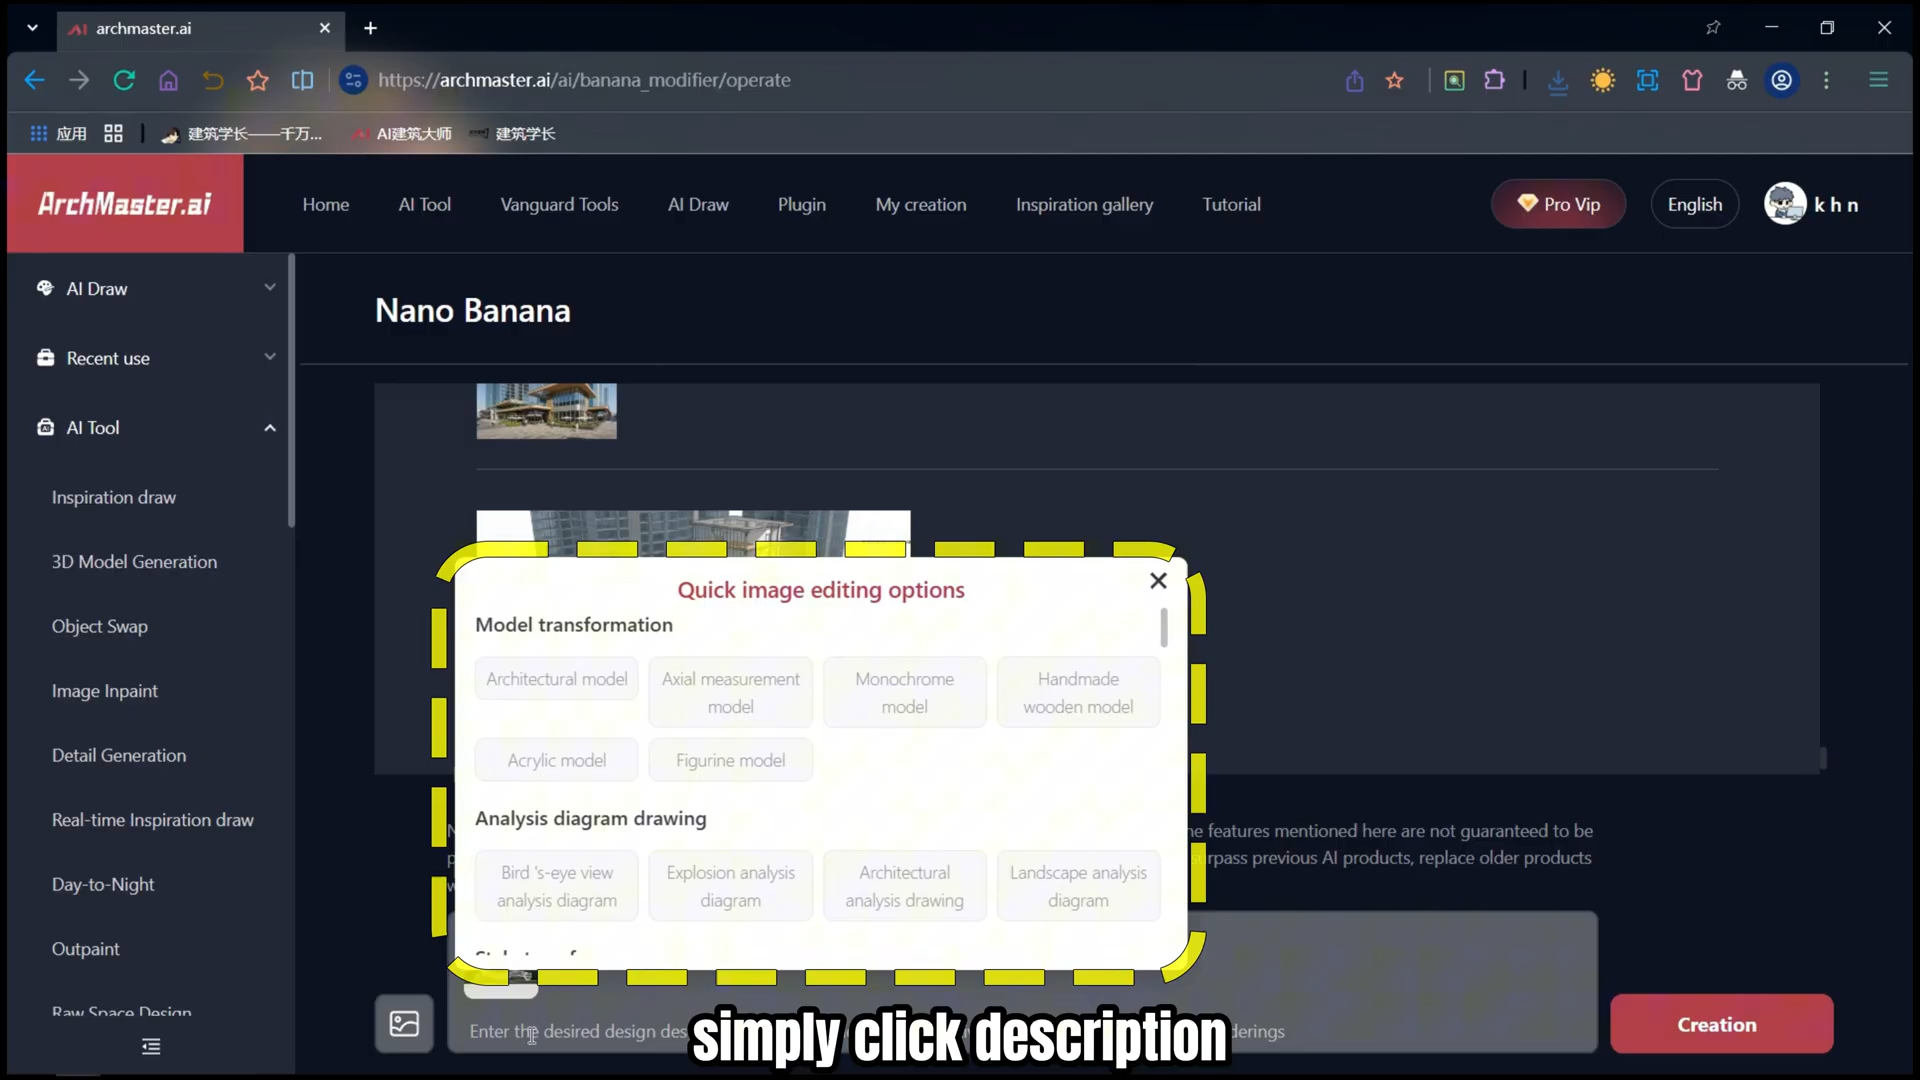 archmaster.ai
https://archmaster.ai/ai/banana_modifier/operate
应用
建筑学长——千万...
AI建筑大师
建筑学长
ArchMaster.ai
Home
AI Tool
Vanguard Tools
AI Draw
Plugin
My creation
Inspiration gallery
Tutorial
Pro Vip
English
k h n
AI Draw
Recent use
AI Tool
Inspiration draw
3D Model Generation
Object Swap
Image Inpaint
Detail Generation
Real-time Inspiration draw
Day-to-Night
Outpaint
Raw Space Design
Nano Banana
Quick image editing options
Model transformation
Architectural model
Axial measurement
model
Monochrome
model
Handmade
wooden model
Acrylic model
Figurine model
Analysis diagram drawing
Bird 's-eye view
analysis diagram
Explosion analysis
diagram
Architectural
analysis drawing
Landscape analysis
diagram
features mentioned here are not guaranteed to be
previous AI products, replace older products
Enter the desired design
simply click description
Creation